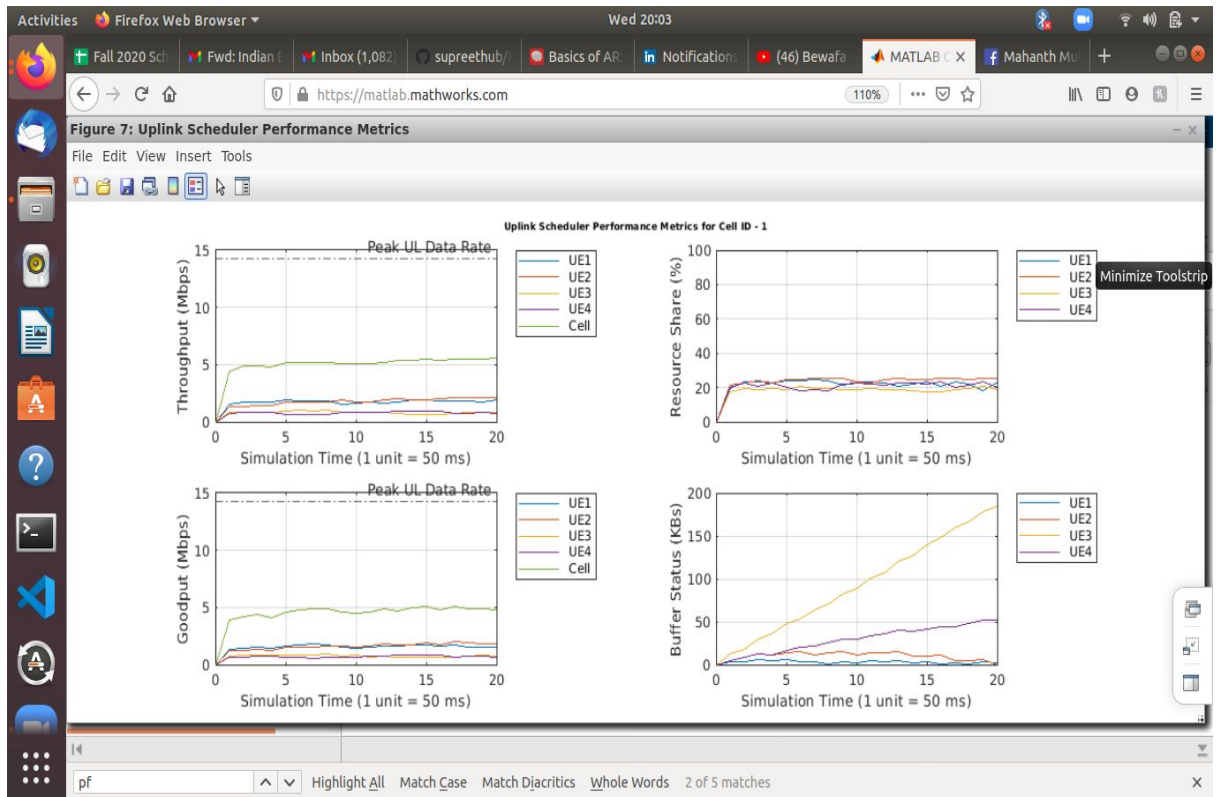 Activities Firefox Web Browser Wed 20:03
Fall 2020 Sch Fwd: Indian E Inbox (1,082) supreethub/ Basics of AR: Notifications (46) Bewafa MATLAB C X Mahanth Mu
https://matlab.mathworks.com 110%
Figure 7: Uplink Scheduler Performance Metrics
File Edit View Insert Tools
Uplink Scheduler Performance Metrics for Cell ID - 1
Peak UL Data Rate
Throughput (Mbps)
15
10
5
0
0 5 10 15 20
Simulation Time (1 unit = 50 ms)
UE1
UE2
UE3
UE4
Cell
Resource Share (%)
100
80
60
40
20
0
0 5 10 15 20
Simulation Time (1 unit = 50 ms)
UE1
UE2
UE3
UE4
Minimize Toolstrip
Peak UL Data Rate
Goodput (Mbps)
15
10
5
0
0 5 10 15 20
Simulation Time (1 unit = 50 ms)
UE1
UE2
UE3
UE4
Cell
Buffer Status (KBs)
200
150
100
50
0
0 5 10 15 20
Simulation Time (1 unit = 50 ms)
UE1
UE2
UE3
UE4
pf Highlight All Match Case Match Diacritics Whole Words 2 of 5 matches